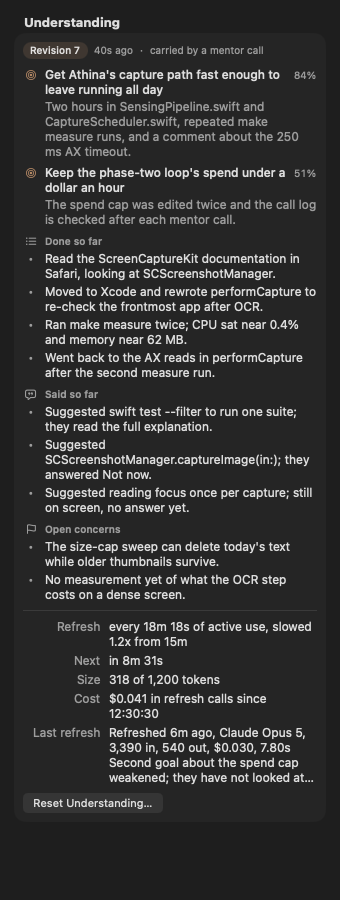 Understanding
Revision 7 40s ago · carried by a mentor call
Get Athina's capture path fast enough to 84%
leave running all day
Two hours in SensingPipeline.swift and
CaptureScheduler.swift, repeated make
measure runs, and a comment about the 250
ms AX timeout.
Keep the phase-two loop's spend under a 51%
dollar an hour
The spend cap was edited twice and the call log
is checked after each mentor call.
Done so far
• Read the ScreenCaptureKit documentation in
Safari, looking at SCScreenshotManager.
• Moved to Xcode and rewrote performCapture to
re-check the frontmost app after OCR.
• Ran make measure twice; CPU sat near 0.4%
and memory near 62 MB.
• Went back to the AX reads in performCapture
after the second measure run.
Said so far
• Suggested swift test --filter to run one suite;
they read the full explanation.
• Suggested
SCScreenshotManager.captureImage(in:); they
answered Not now.
• Suggested reading focus once per capture; still
on screen, no answer yet.
Open concerns
• The size-cap sweep can delete today's text
while older thumbnails survive.
• No measurement yet of what the OCR step
costs on a dense screen.
Refresh every 18m 18s of active use, slowed
1.2x from 15m
Next in 8m 31s
Size 318 of 1,200 tokens
Cost $0.041 in refresh calls since
12:30:30
Last refresh Refreshed 6m ago, Claude Opus 5,
3,390 in, 540 out, $0.030, 7.80s
Second goal about the spend cap
weakened; they have not looked at...
Reset Understanding...